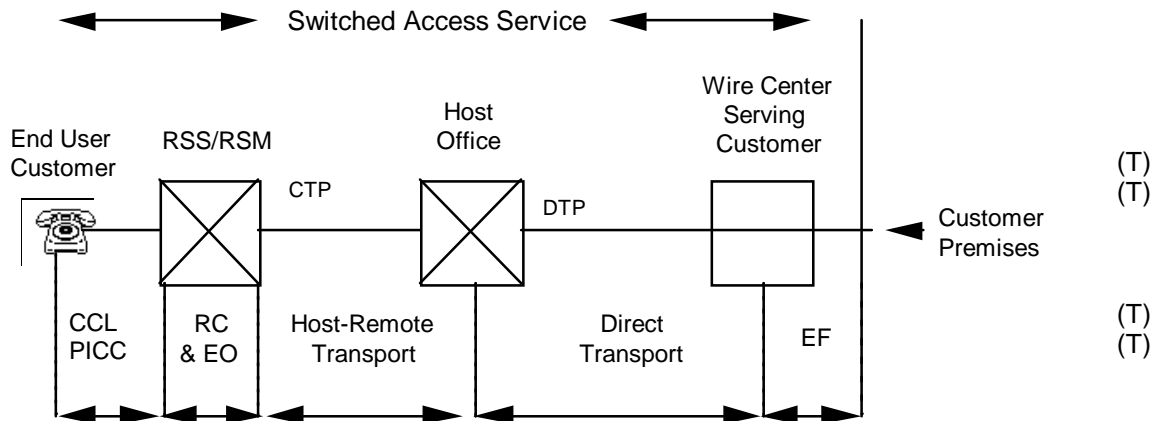 Switched Access Service
Wire Center
Serving
Customer
Host
Office
End User
Customer
RSS/RSM
(T)
(T)
CTP
DTP
Customer
Premises
CCL
PICC
RC
& EO
Host-Remote
Transport
Direct
Transport
EF
(T)
(T)